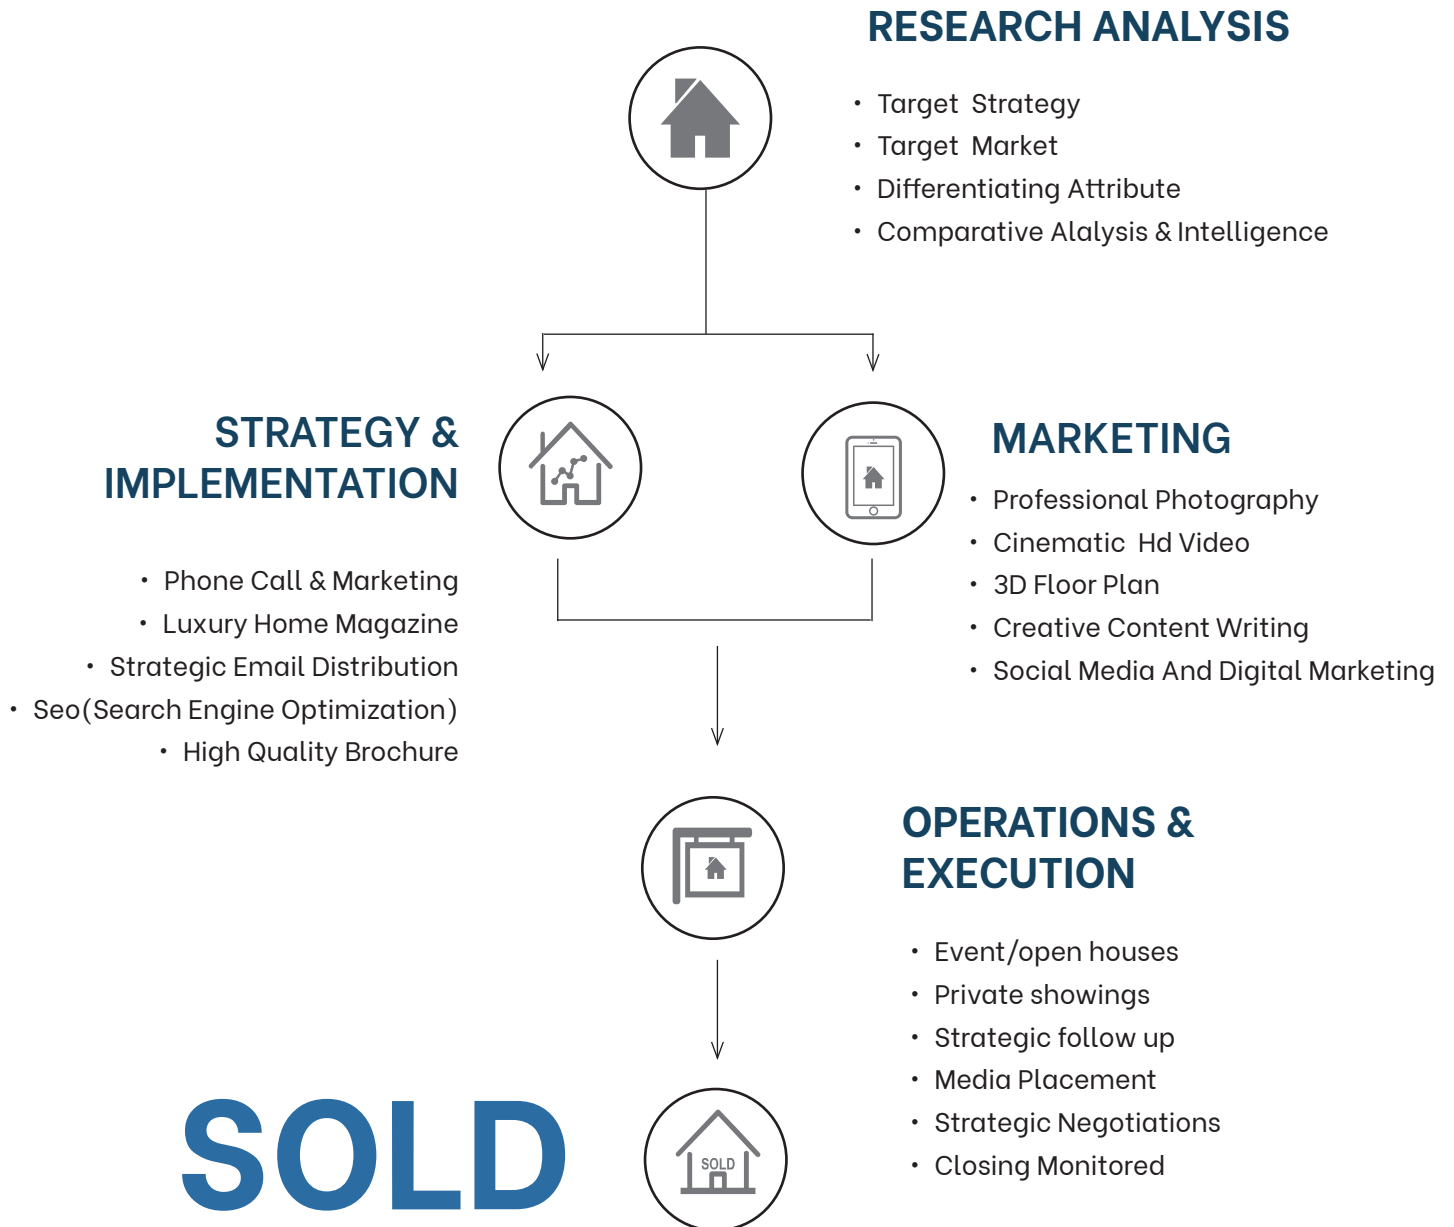 RESEARCH ANALYSIS
• Target Strategy
• Target Market
• Differentiating Attribute
• Comparative Alalysis & Intelligence
STRATEGY &
IMPLEMENTATION
• Phone Call & Marketing
• Luxury Home Magazine
• Strategic Email Distribution
• Seo(Search Engine Optimization)
• High Quality Brochure
MARKETING
• Professional Photography
• Cinematic Hd Video
• 3D Floor Plan
• Creative Content Writing
• Social Media And Digital Marketing
OPERATIONS &
EXECUTION
• Event/open houses
• Private showings
• Strategic follow up
• Media Placement
• Strategic Negotiations
• Closing Monitored
SOLD
SOLD